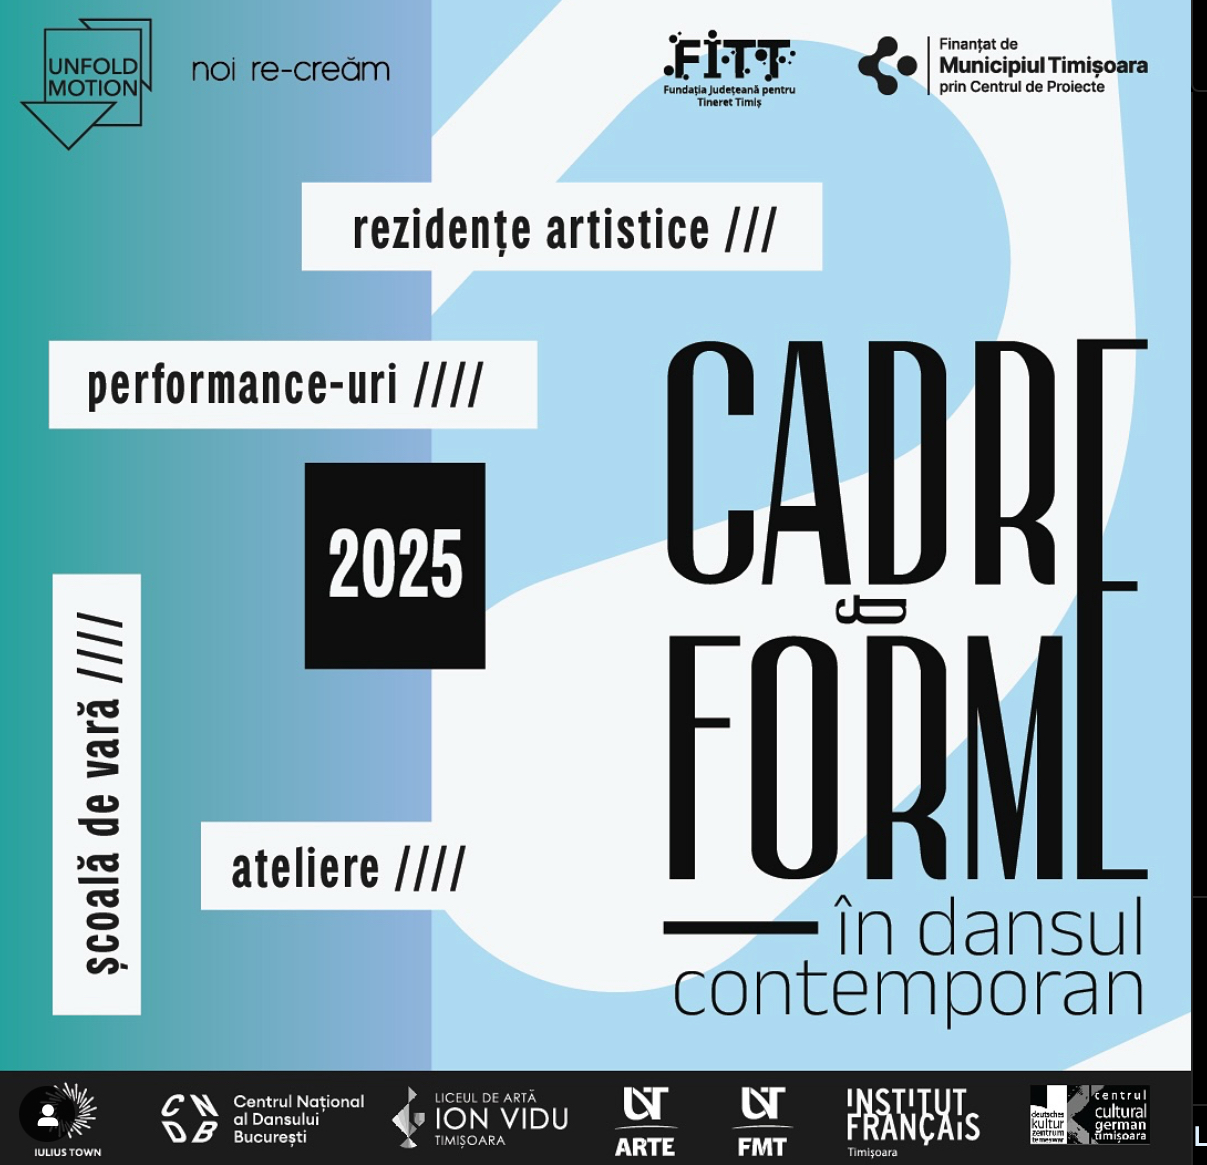 UNFOLD
MOTION
noi re-creăm
FITT
Fundația Județeană pentru
Tineret Timiș
Finanțat de
Municipiul Timișoara
prin Centrul de Proiecte
rezidențe artistice ///
performance-uri ////
2025
școală de vară ////
ateliere ////
CADRE
&
FORME
în dansul
contemporan
IULIUS TOWN
CN
DB
Centrul Național
al Dansului
București
LICEUL DE ARTĂ
ION VIDU
TIMIȘOARA
UVT
ARTE
UVT
FMT
INSTITUT
FRANÇAIS
Timișoara
deutsches
kultur
zentrum
temeswar
centrul
cultural
german
timișoara